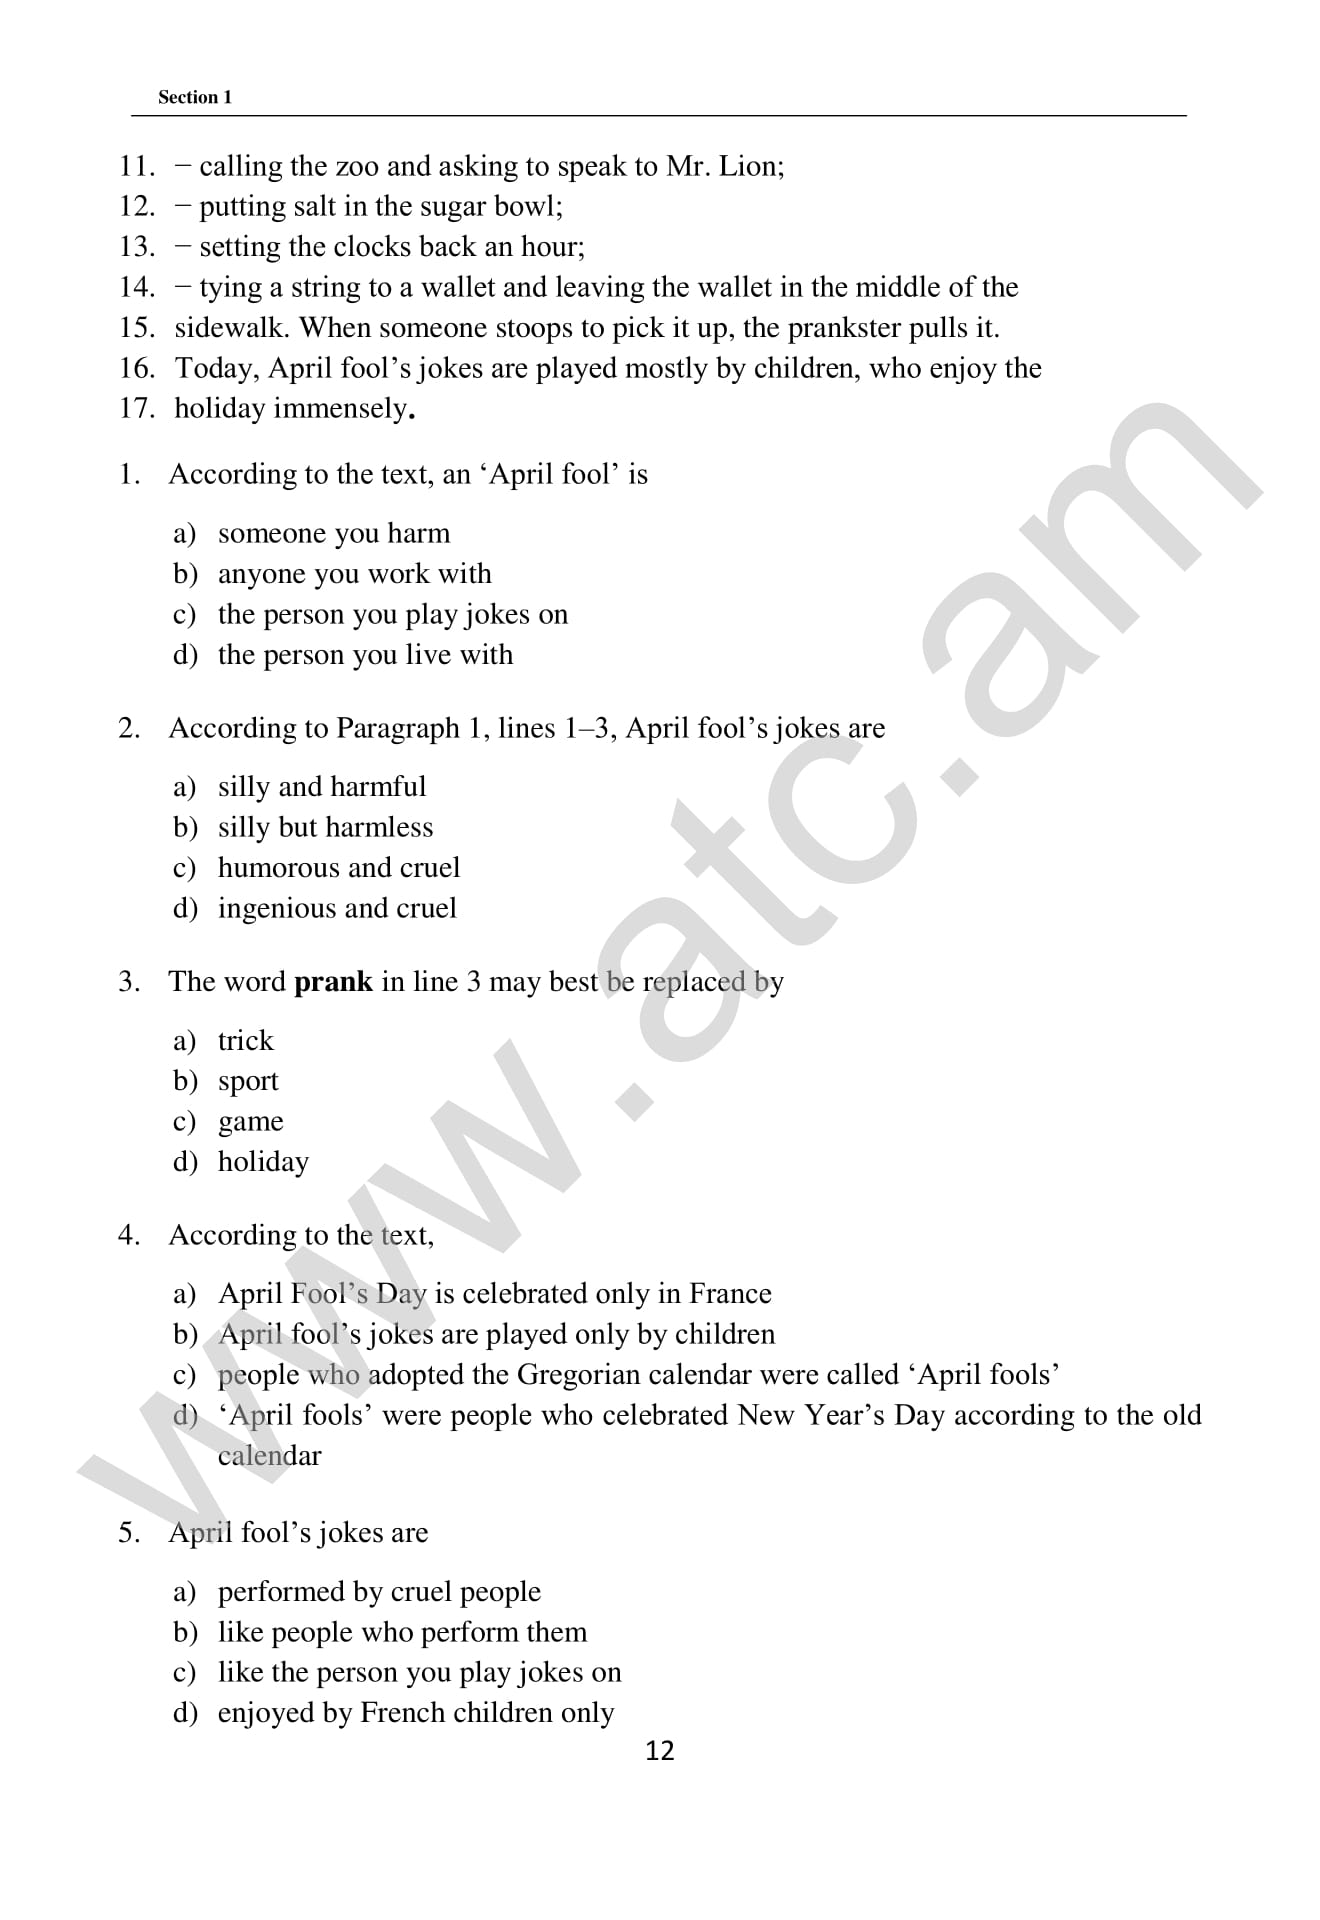 Section 1
11. − calling the zoo and asking to speak to Mr. Lion;
12. − putting salt in the sugar bowl;
13. − setting the clocks back an hour;
14. − tying a string to a wallet and leaving the wallet in the middle of the
15. sidewalk. When someone stoops to pick it up, the prankster pulls it.
16. Today, April fool’s jokes are played mostly by children, who enjoy the
17. holiday immensely.
1. According to the text, an ‘April fool’ is
a) someone you harm
b) anyone you work with
c) the person you play jokes on
d) the person you live with
2. According to Paragraph 1, lines 1–3, April fool’s jokes are
a) silly and harmful
b) silly but harmless
c) humorous and cruel
d) ingenious and cruel
3. The word prank in line 3 may best be replaced by
a) trick
b) sport
c) game
d) holiday
4. According to the text,
a) April Fool’s Day is celebrated only in France
b) April fool’s jokes are played only by children
c) people who adopted the Gregorian calendar were called ‘April fools’
d) ‘April fools’ were people who celebrated New Year’s Day according to the old
calendar
5. April fool’s jokes are
a) performed by cruel people
b) like people who perform them
c) like the person you play jokes on
d) enjoyed by French children only
12
www.atc.am